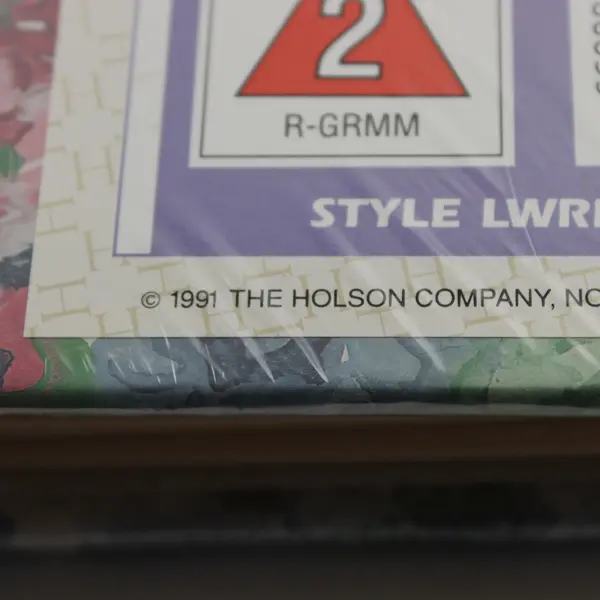 2
R-GRMM
STYLE LWR
© 1991 THE HOLSON COMPANY, NO